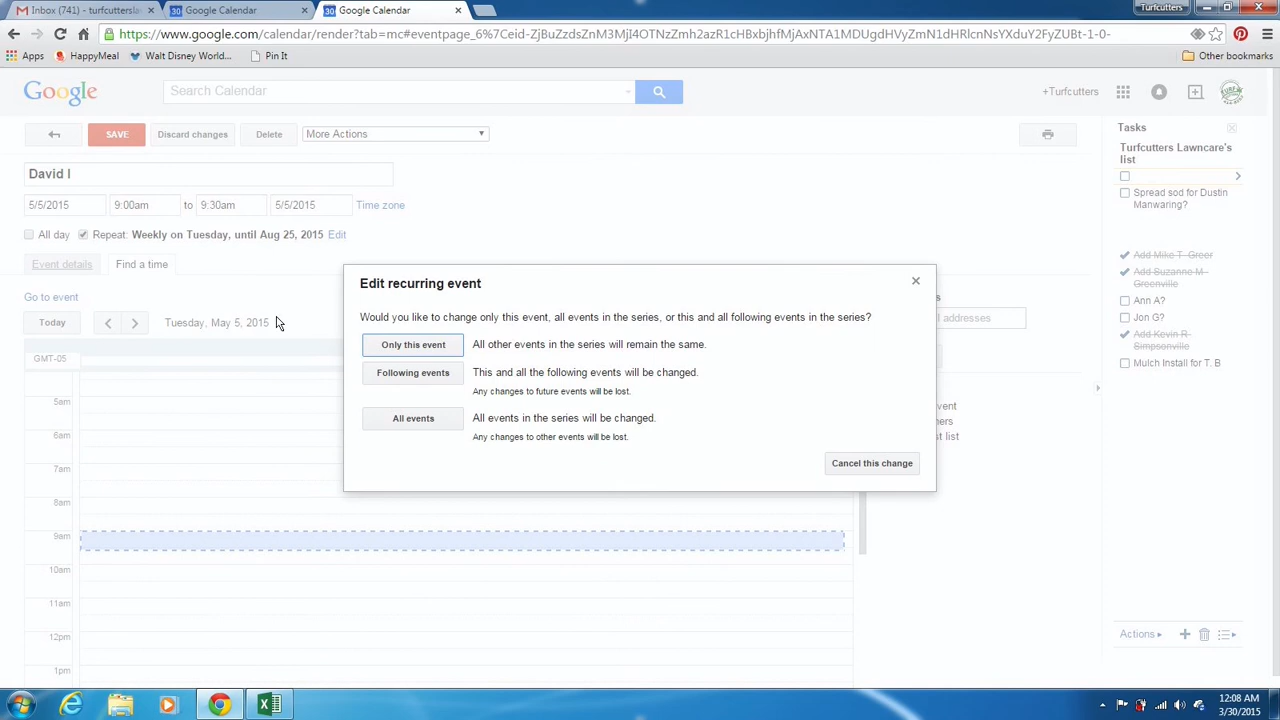 Inbox (741) - turfcuttersla
Google Calendar
Google Calendar
Turfcutters
https://www.google.com/calendar/render?tab=mc#eventpage_6%7Ceid-
Apps
HappyMeal
Walt Disney World...
Pin It
Other bookmarks
Google
Search Calendar
+Turfcutters
SAVE
Discard changes
Delete
More Actions
Tasks
Turfcutters Lawncare's
list
David I
5/5/2015
9:00am
to
9:30am
5/5/2015
Time zone
Spread sod for Dustin
Manwaring?
All day
Repeat: Weekly on Tuesday, until Aug 25, 2015
Edit
Event details
Find a time
Add Mike T. Greer
Add Suzanne M-
Greenville
Ann A?
Jon G?
Add Kevin R-
Simpsonville
Mulch Install for T. B
Go to event
Today
Tuesday, May 5, 2015
GMT-05
Edit recurring event
Would you like to change only this event, all events in the series, or this and all following events in the series?
Only this event
All other events in the series will remain the same.
Following events
This and all the following events will be changed.
Any changes to future events will be lost.
All events
All events in the series will be changed.
Any changes to other events will be lost.
Cancel this change
s
l addresses
vent
ners
st list
5am
6am
7am
8am
9am
10am
11am
12pm
1pm
Actions
12:08 AM
3/30/2015